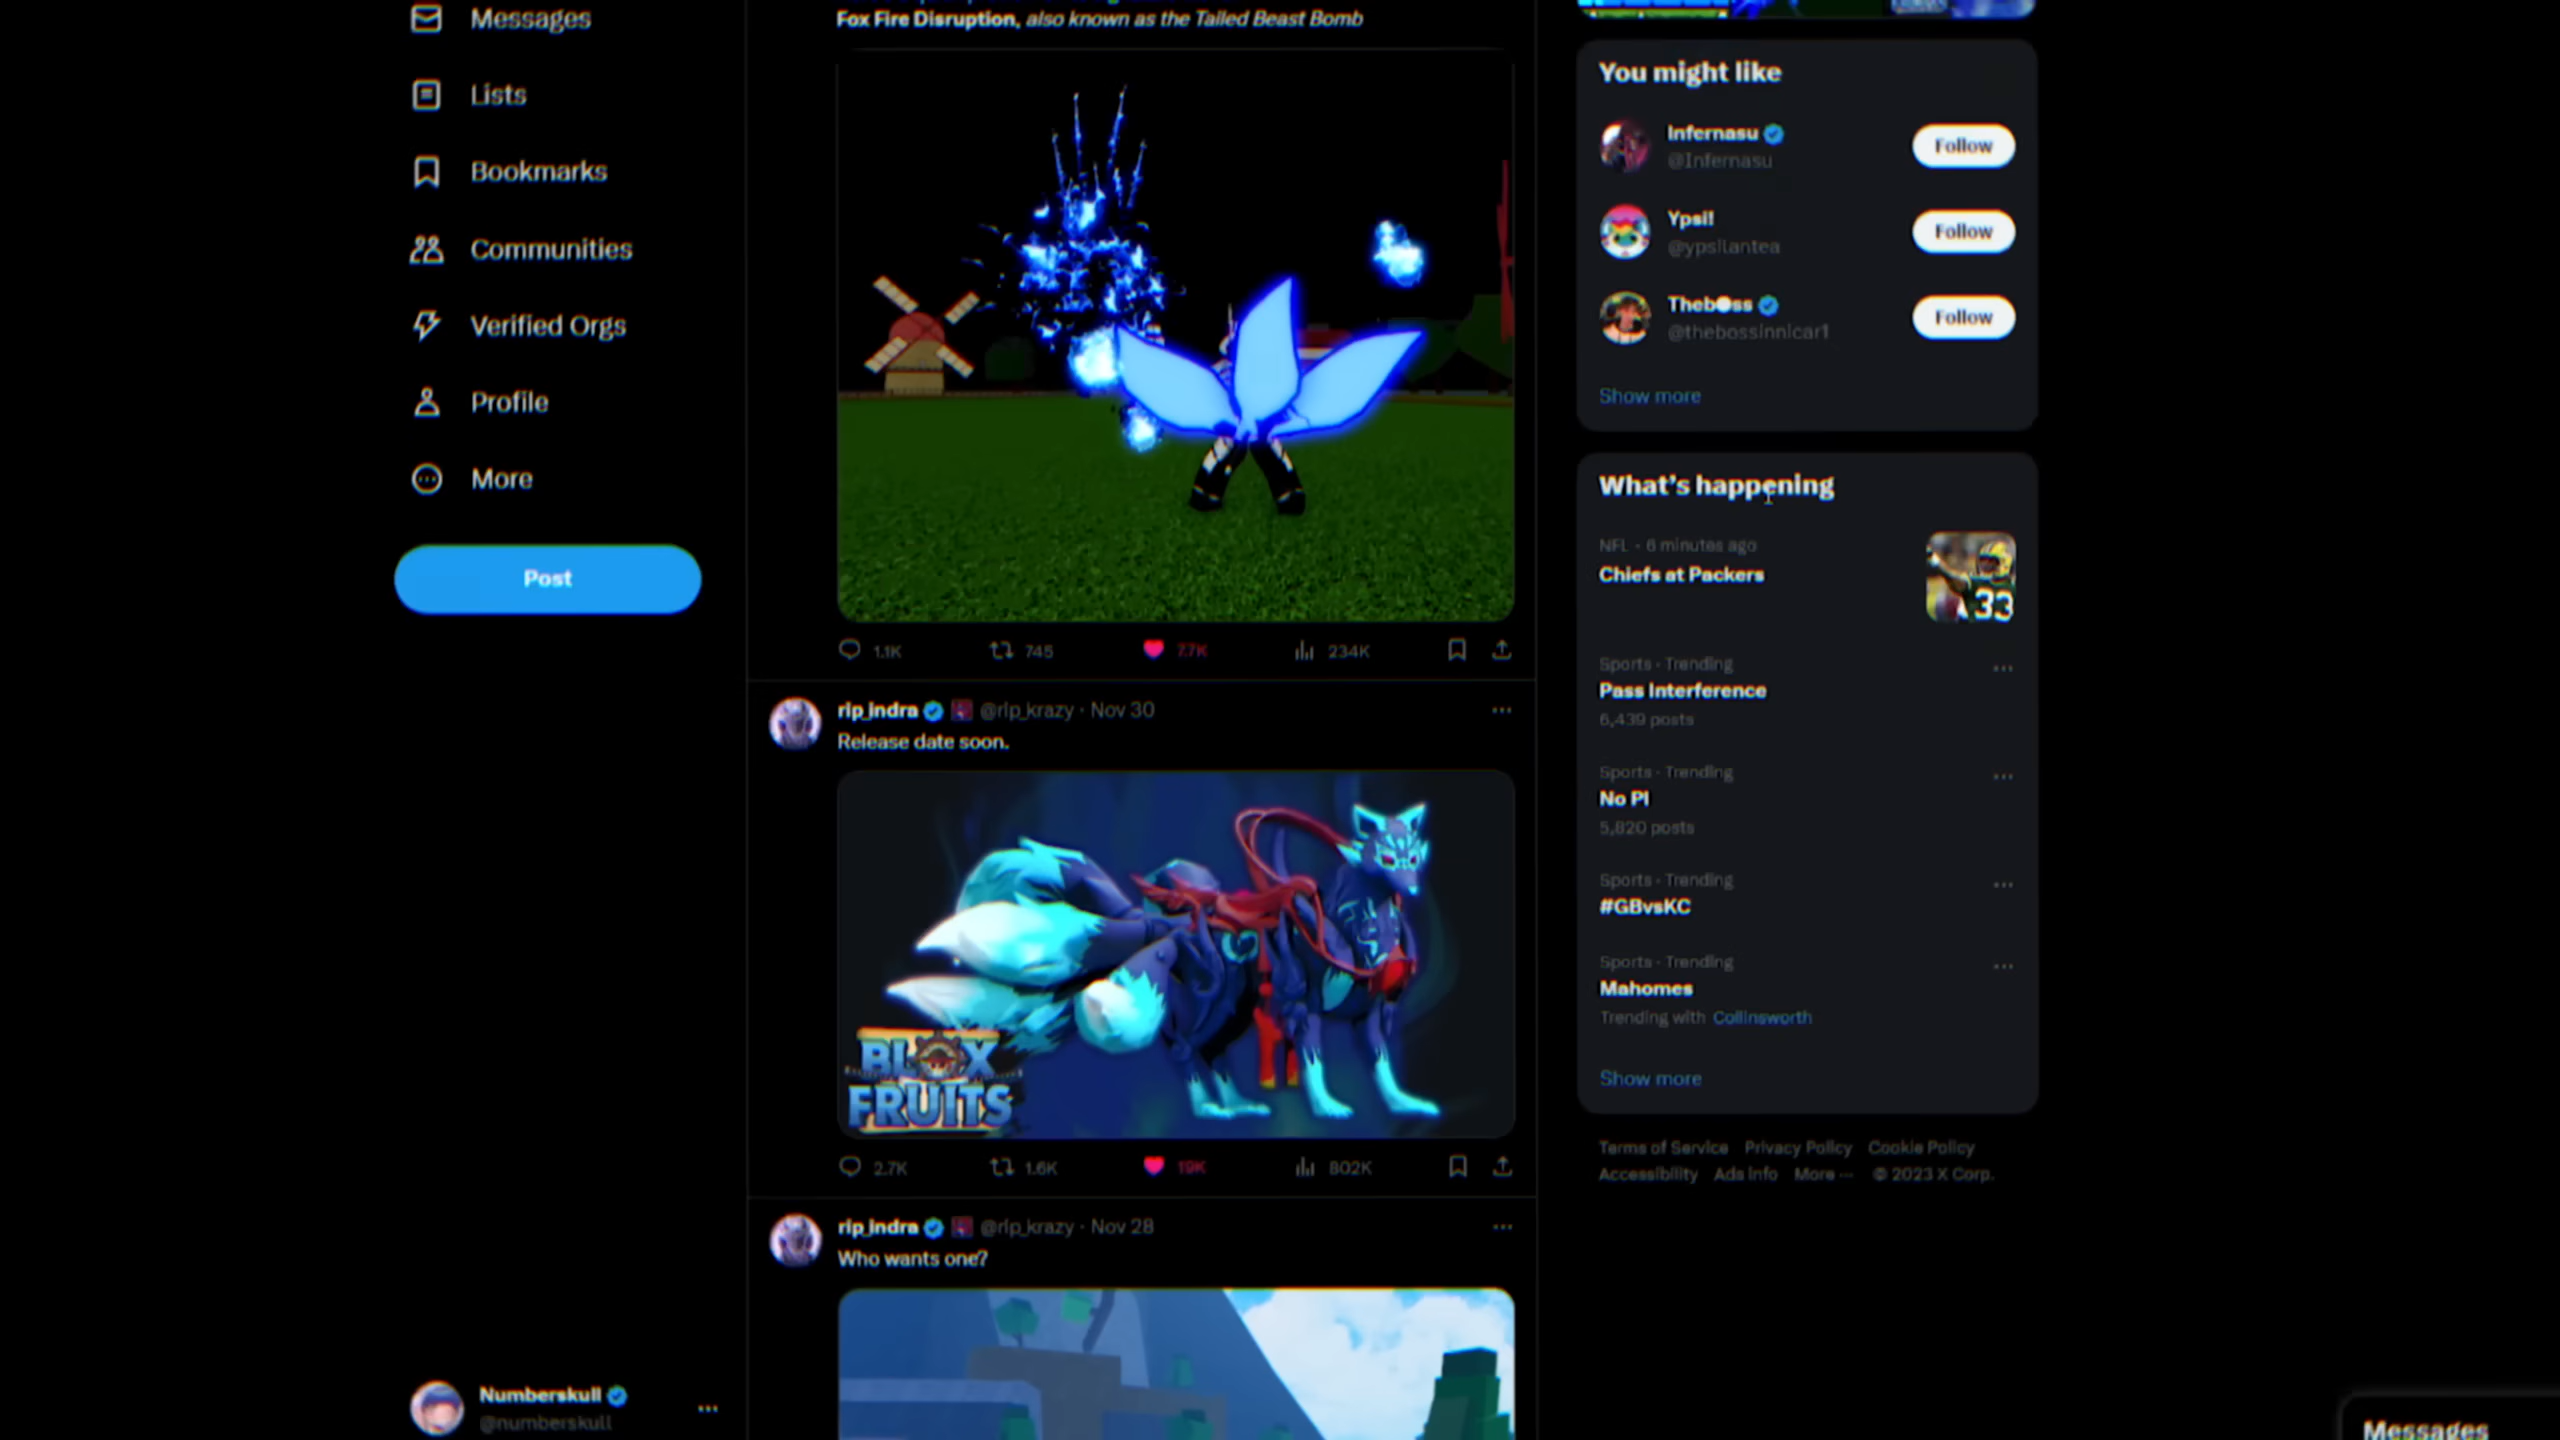 Messages
Lists
Bookmarks
Communities
Verified Orgs
Profile
More
Post
Numberskull
@numberskull
Fox Fire Disruption, also known as the Tailed Beast Bomb
1.1K 745 7.7K 234K
rip_indra @rip_krazy · Nov 30
Release date soon.
BLOX
FRUITS
2.7K 1.6K 19K 802K
rip_indra @rip_krazy · Nov 28
Who wants one?
You might like
Infernasu
@Infernasu
Follow
Ypsi!
@ypsilantea
Follow
Theb●ss
@thebossinnicar1
Follow
Show more
What's happening
NFL · 6 minutes ago
Chiefs at Packers
33
Sports · Trending
Pass Interference
6,439 posts
Sports · Trending
No PI
5,820 posts
Sports · Trending
#GBvsKC
Sports · Trending
Mahomes
Trending with Collinsworth
Show more
Terms of Service Privacy Policy Cookie Policy
Accessibility Ads info More ··· © 2023 X Corp.
Messages